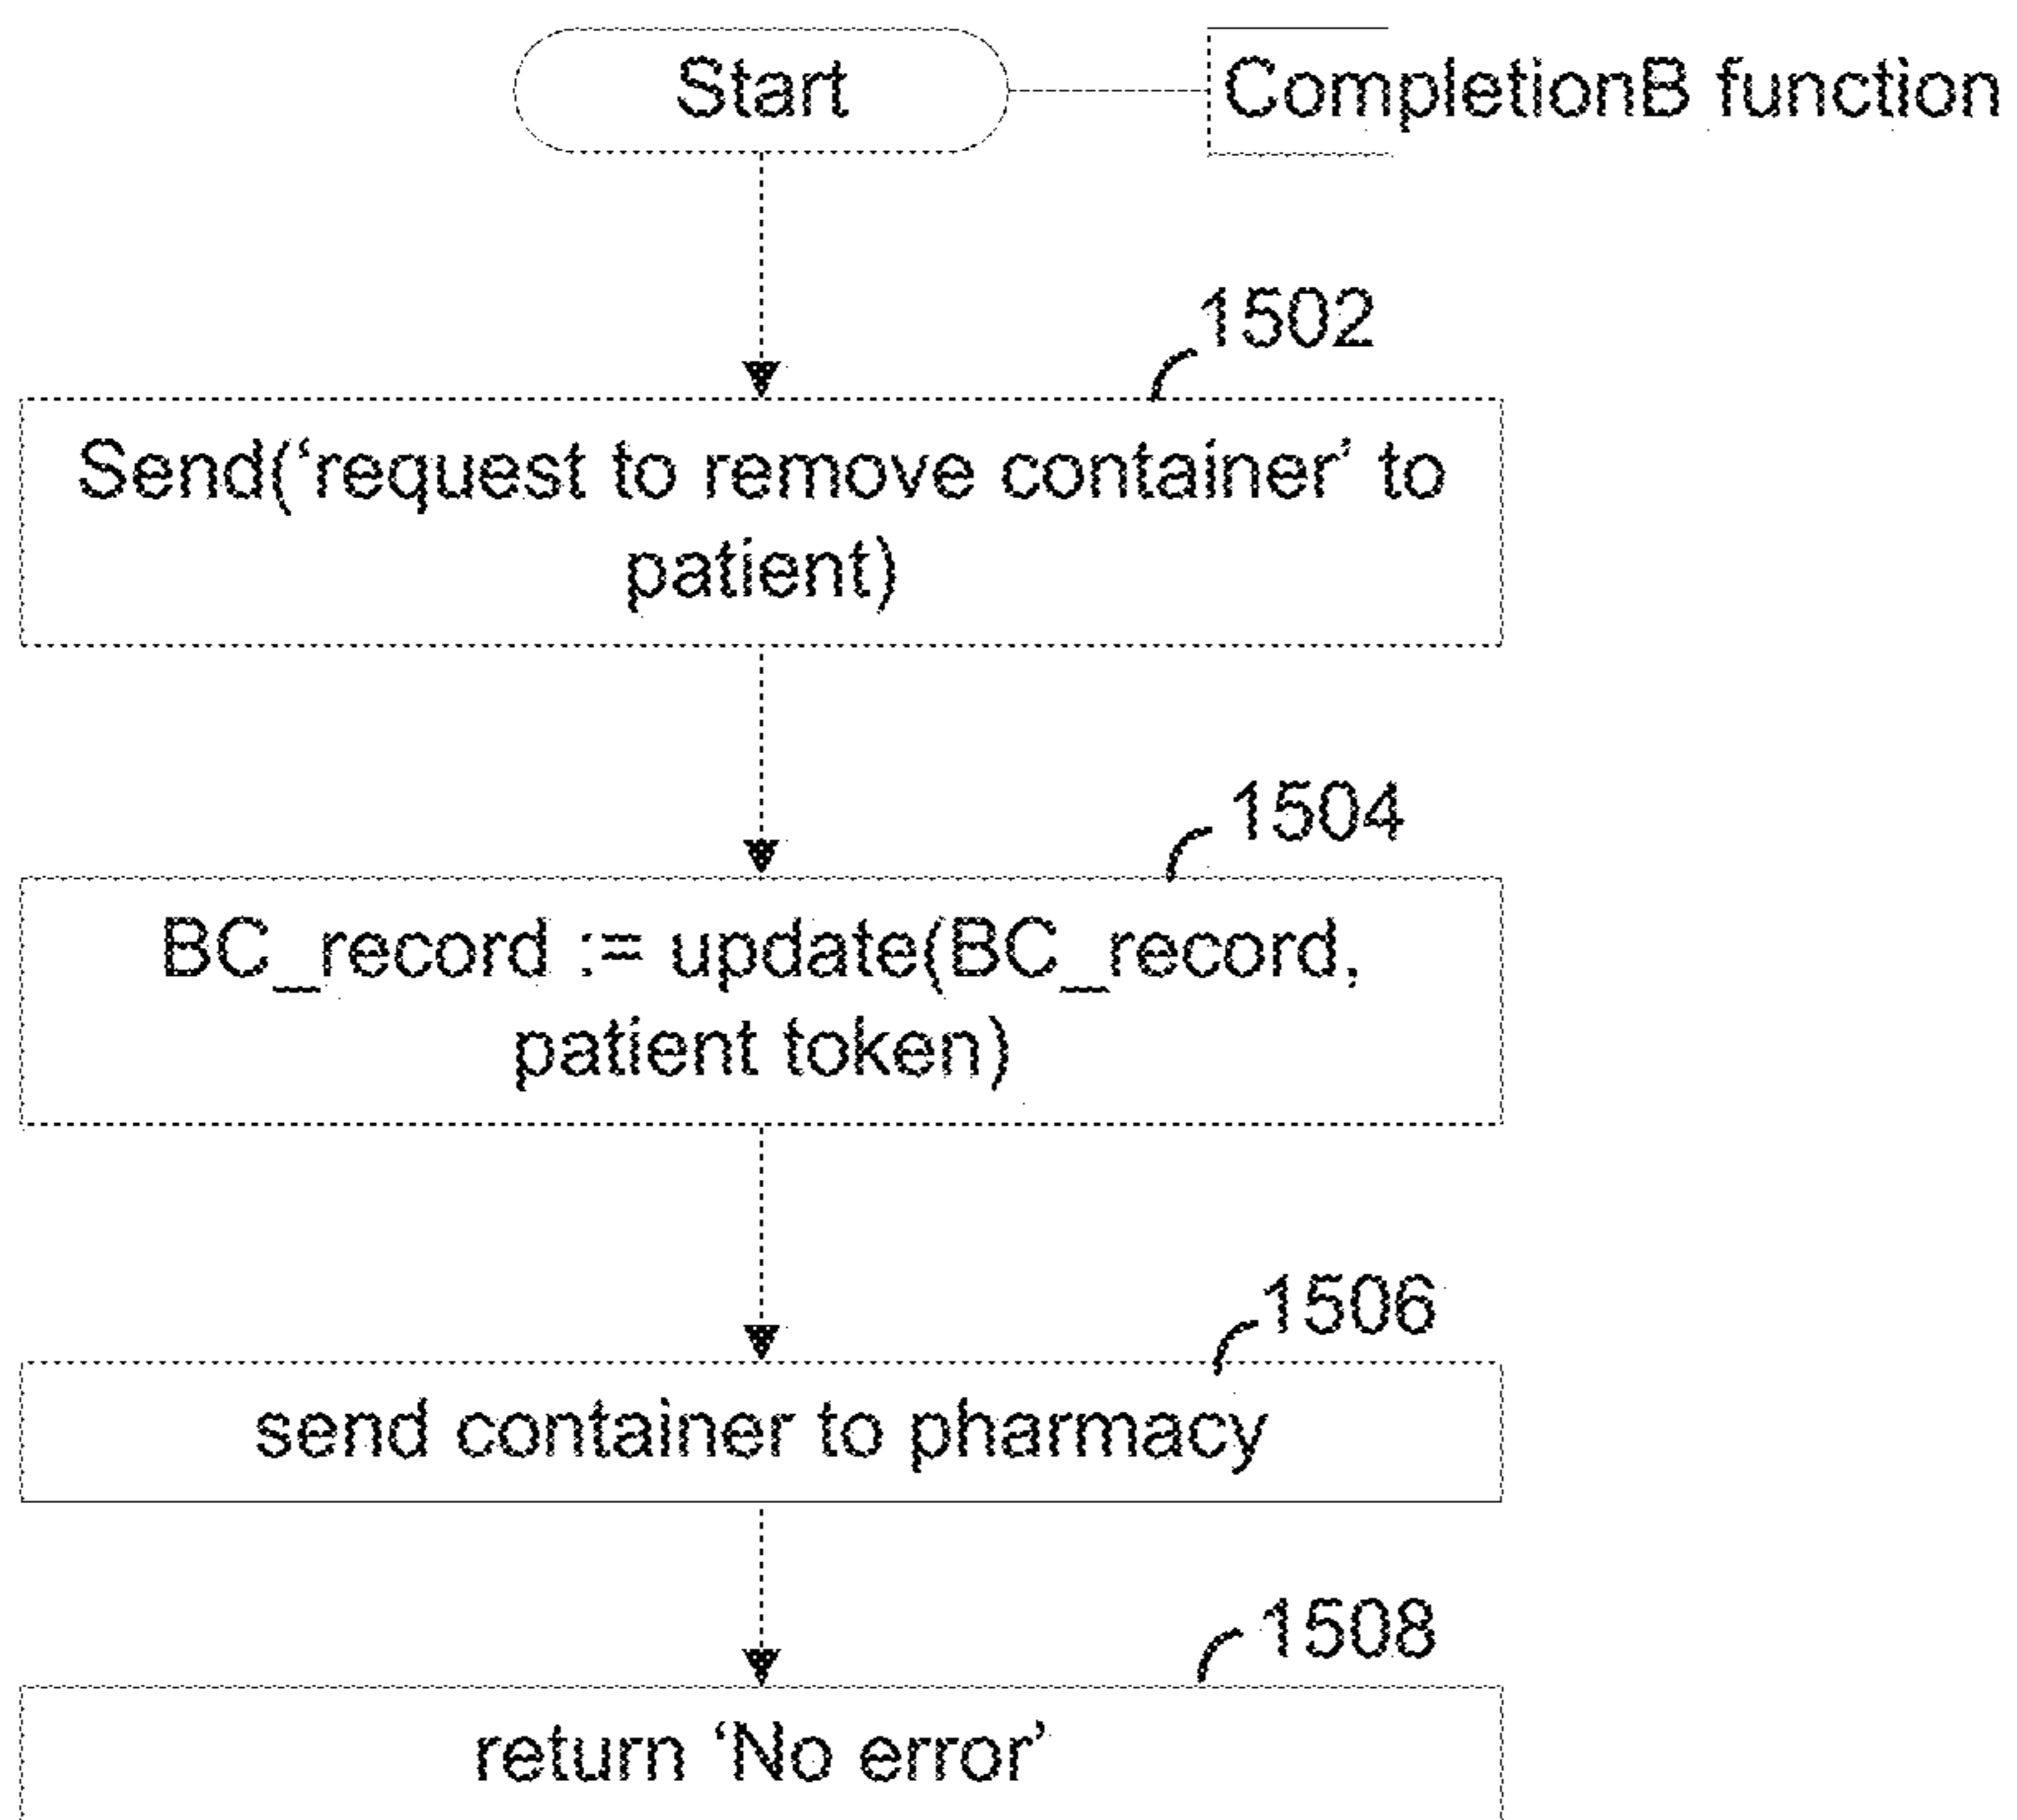 Start
CompletionB function
1502
Send(‘request to remove container’ to
patient)
1504
BC_record := update(BC_record,
patient token)
1506
send container to pharmacy
1508
return ‘No error’